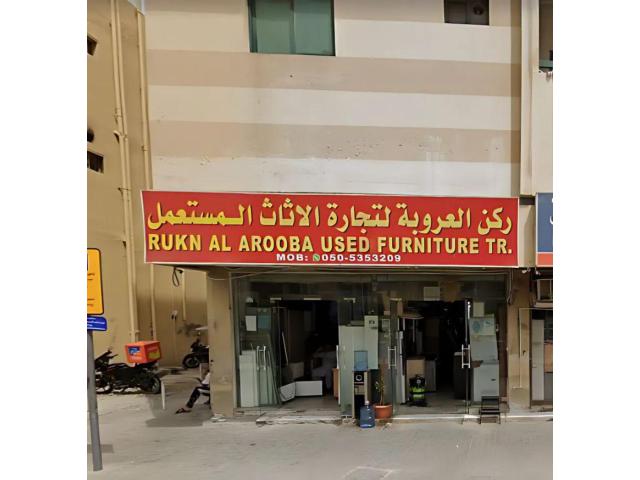 ركن العروبة لتجارة الاثاث المستعمل
RUKN AL AROOBA USED FURNITURE TR.
MOB: 050-5353209